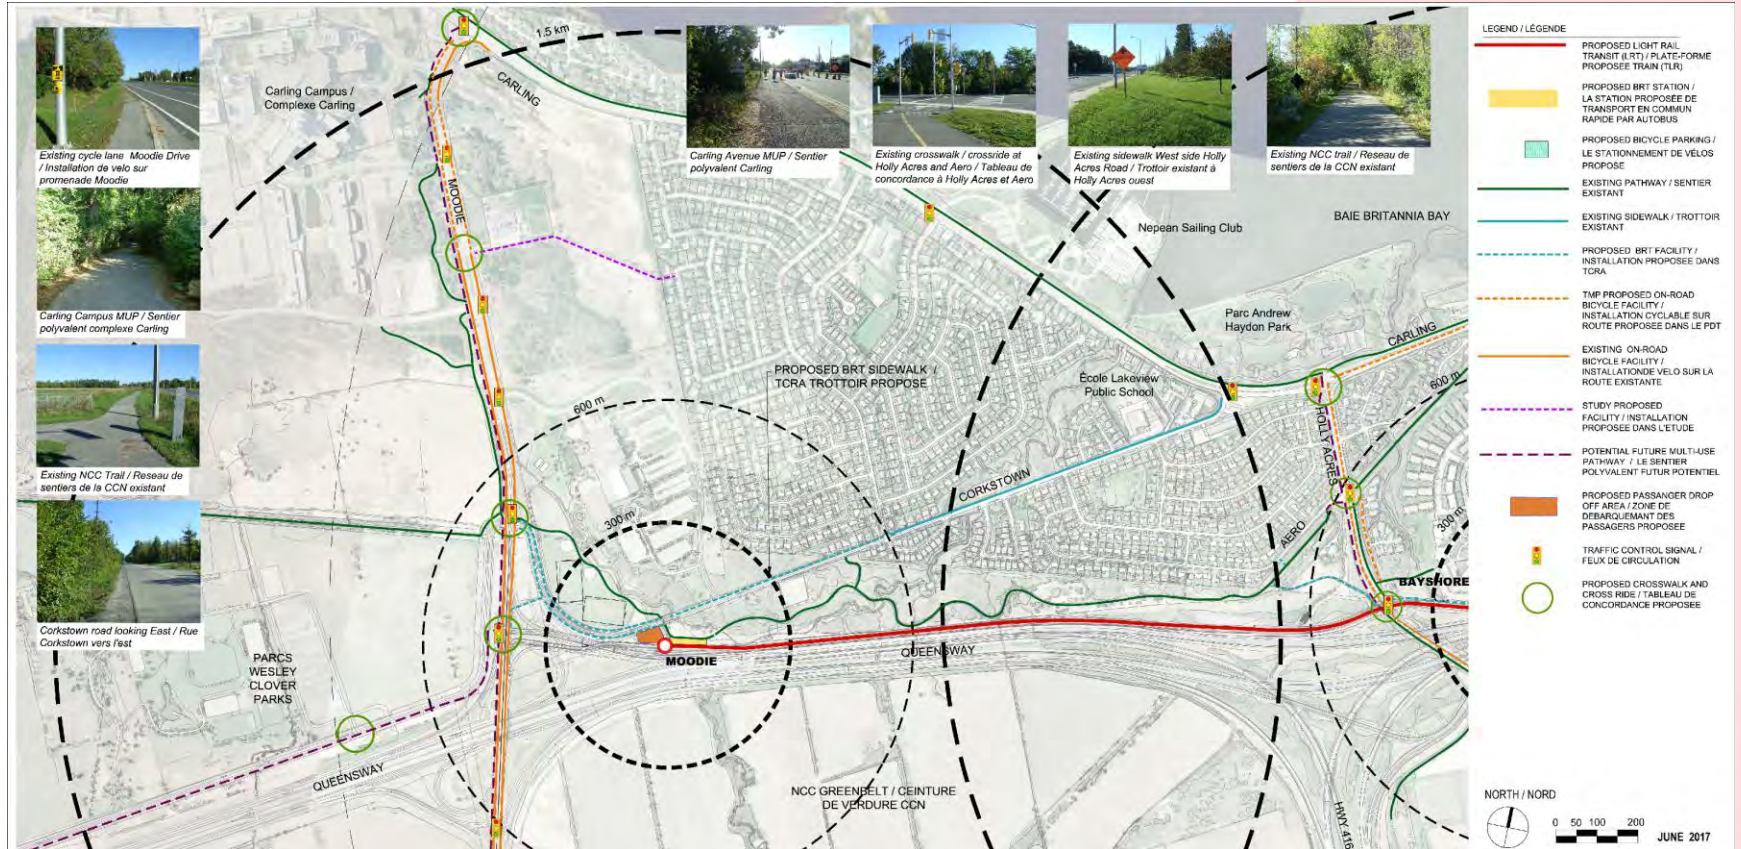 Existing cycle lane Moodie Drive
/ Installation de velo sur
promenade Moodie
Carling Campus MUP / Sentier
polyvalent complexe Carling
Existing NCC Trail / Reseau de
sentiers de la CCN existant
Corkstown road looking East / Rue
Corkstown vers l'est
Carling Campus /
Complexe Carling
1.5 km
CARLING
MOODIE
Carling Avenue MUP / Sentier
polyvalent Carling
Existing crosswalk / crossride at
Holly Acres and Aero / Tableau de
concordance à Holly Acres et Aero
Existing sidewalk West side Holly
Acres Road / Trottoir existant à
Holly Acres ouest
Existing NCC trail / Reseau de
sentiers de la CCN existant
BAIE BRITANNIA BAY
Nepean Sailing Club
Parc Andrew
Haydon Park
CARLING
École Lakeview
Public School
PROPOSED BRT SIDEWALK /
TCRA TROTTOIR PROPOSE
600 m
600 m
HOLLY ACRES
CORKSTOWN
300 m
300 m
AERO
BAYSHORE
MOODIE
QUEENSWAY
PARCS
WESLEY
CLOVER
PARKS
QUEENSWAY
NCC GREENBELT / CEINTURE
DE VERDURE CCN
HWY 416
LEGEND / LÉGENDE
PROPOSED LIGHT RAIL
TRANSIT (LRT) / PLATE-FORME
PROPOSEE TRAIN (TLR)
PROPOSED BRT STATION /
LA STATION PROPOSÉE DE
TRANSPORT EN COMMUN
RAPIDE PAR AUTOBUS
PROPOSED BICYCLE PARKING /
LE STATIONNEMENT DE VÉLOS
PROPOSE
EXISTING PATHWAY / SENTIER
EXISTANT
EXISTING SIDEWALK / TROTTOIR
EXISTANT
PROPOSED BRT FACILITY /
INSTALLATION PROPOSEE DANS
TCRA
TMP PROPOSED ON-ROAD
BICYCLE FACILITY /
INSTALLATION CYCLABLE SUR
ROUTE PROPOSEE DANS LE PDT
EXISTING ON-ROAD
BICYCLE FACILITY /
INSTALLATIONDE VELO SUR LA
ROUTE EXISTANTE
STUDY PROPOSED
FACILITY / INSTALLATION
PROPOSEE DANS L'ETUDE
POTENTIAL FUTURE MULTI-USE
PATHWAY / LE SENTIER
POLYVALENT FUTUR POTENTIEL
PROPOSED PASSANGER DROP
OFF AREA / ZONE DE
DEBARQUEMANT DES
PASSAGERS PROPOSEE
TRAFFIC CONTROL SIGNAL /
FEUX DE CIRCULATION
PROPOSED CROSSWALK AND
CROSS RIDE / TABLEAU DE
CONCORDANCE PROPOSEE
NORTH / NORD
0 50 100 200
JUNE 2017